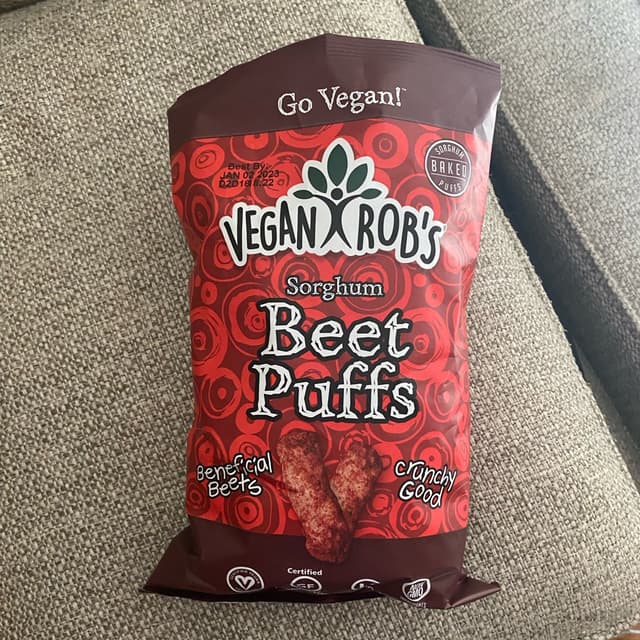 Go Vegan!
Best By:
JAN 02 2023
SORGHUM
BAKED
PUFFS
VEGAN ROB'S
Sorghum
Beet
Puffs
Beneficial
Beets
crunchy
Good
Certified
GF